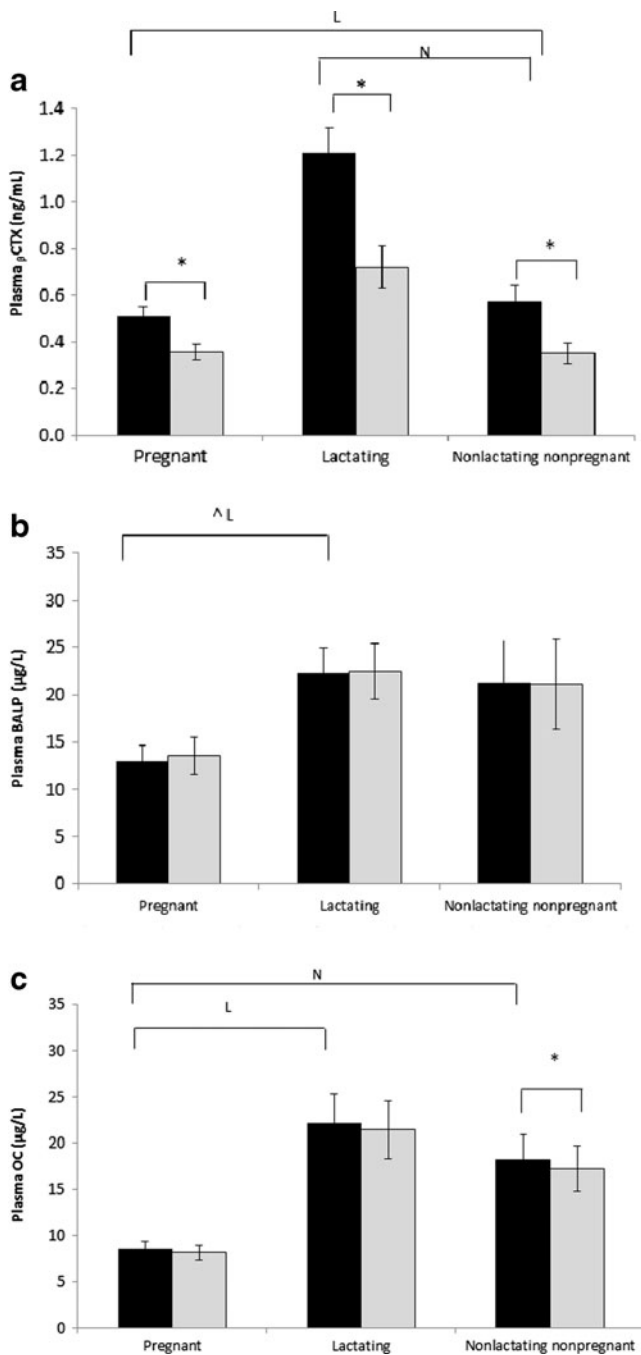 L
N
a
*
*
*
1.4
1.2
1.0
0.8
0.6
0.4
0.2
0.0
Plasma βCTX (ng/mL)
Pregnant Lactating Nonlactating nonpregnant
b
^ L
35
30
25
20
15
10
5
0
Plasma BALP (µg/L)
Pregnant Lactating Nonlactating nonpregnant
c
N
L
*
35
30
25
20
15
10
5
0
Plasma OC (µg/L)
Pregnant Lactating Nonlactating nonpregnant